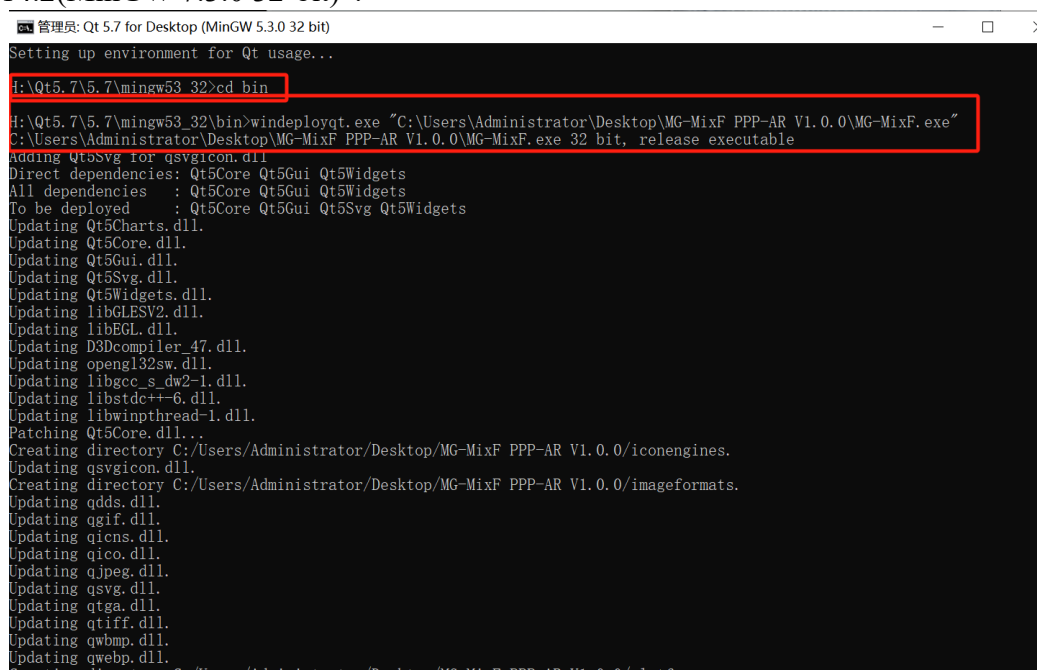 管理员: Qt 5.7 for Desktop (MinGW 5.3.0 32 bit)
Setting up environment for Qt usage...
H:\Qt5.7\5.7\mingw53_32>cd bin
H:\Qt5.7\5.7\mingw53_32\bin>windeployqt.exe "C:\Users\Administrator\Desktop\MG-MixF PPP-AR V1.0.0\MG-MixF.exe"
C:\Users\Administrator\Desktop\MG-MixF PPP-AR V1.0.0\MG-MixF.exe 32 bit, release executable
Adding Qt5Svg for qsvgicon.dll
Direct dependencies: Qt5Core Qt5Gui Qt5Widgets
All dependencies   : Qt5Core Qt5Gui Qt5Widgets
To be deployed     : Qt5Core Qt5Gui Qt5Svg Qt5Widgets
Updating Qt5Charts.dll.
Updating Qt5Core.dll.
Updating Qt5Gui.dll.
Updating Qt5Svg.dll.
Updating Qt5Widgets.dll.
Updating libGLESV2.dll.
Updating libEGL.dll.
Updating D3Dcompiler_47.dll.
Updating opengl32sw.dll.
Updating libgcc_s_dw2-1.dll.
Updating libstdc++-6.dll.
Updating libwinpthread-1.dll.
Patching Qt5Core.dll...
Creating directory C:/Users/Administrator/Desktop/MG-MixF PPP-AR V1.0.0/iconengines.
Updating qsvgicon.dll.
Creating directory C:/Users/Administrator/Desktop/MG-MixF PPP-AR V1.0.0/imageformats.
Updating qdds.dll.
Updating qgif.dll.
Updating qicns.dll.
Updating qico.dll.
Updating qjpeg.dll.
Updating qsvg.dll.
Updating qtga.dll.
Updating qtiff.dll.
Updating qwbmp.dll.
Updating qwebp.dll.